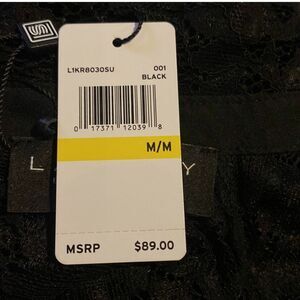 L1KR8030SU 001
BLACK
0 17371 12039 8
M/M
L Y
MSRP $89.00